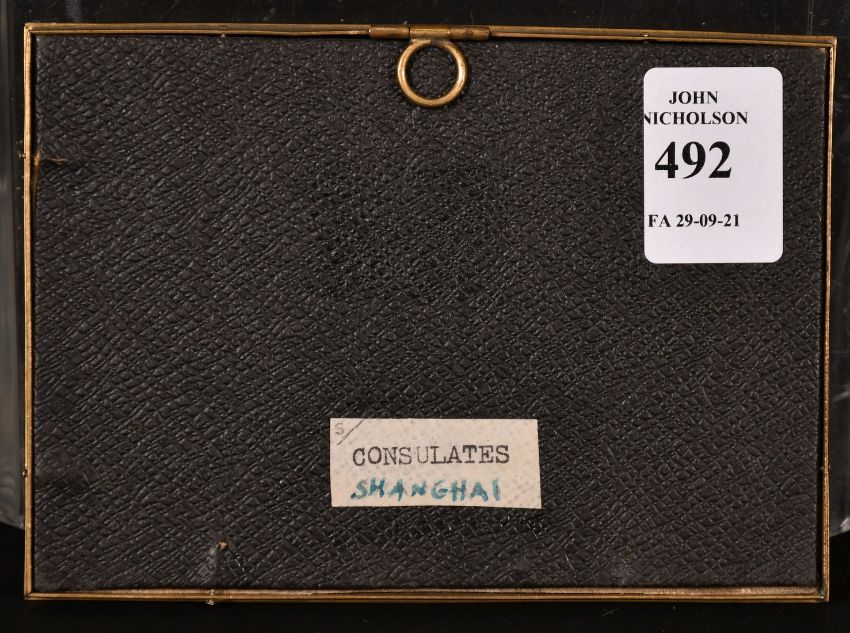 JOHN
NICHOLSON
492
FA 29-09-21
5/
CONSULATES
SHANGHAI